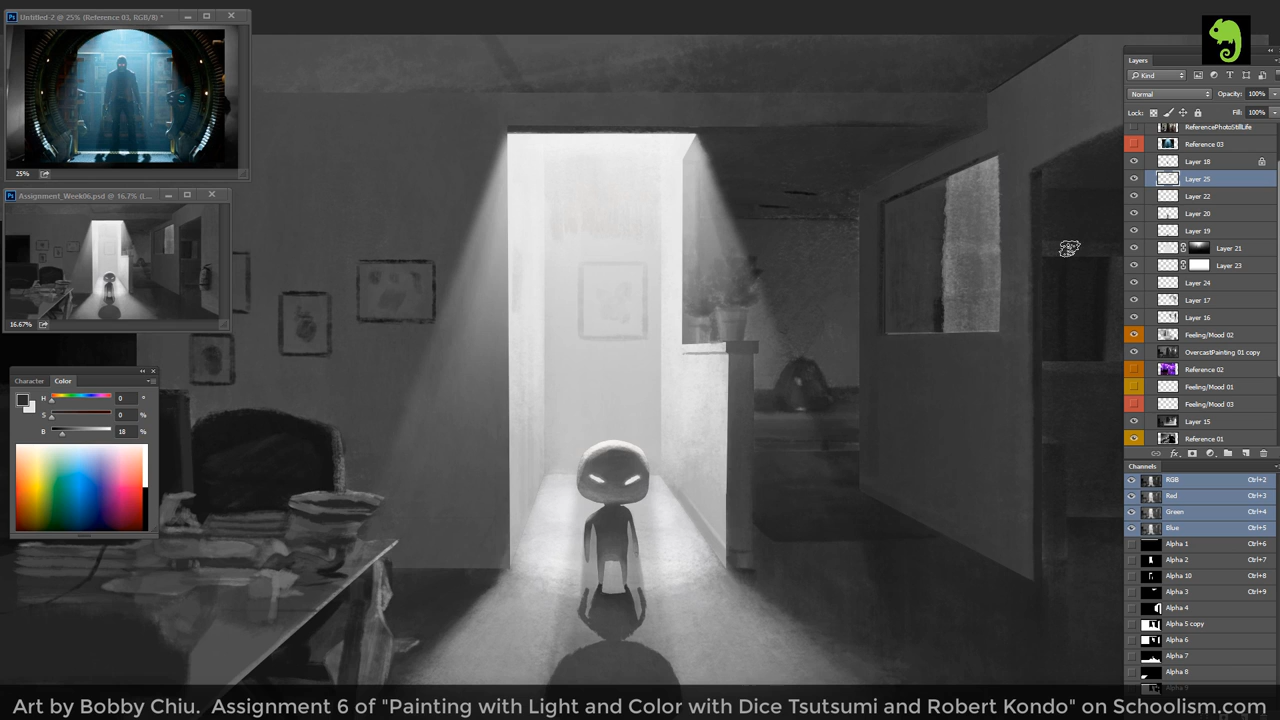 Untitled-2 @ 25% (Reference 03, RGB/8) *
25%
Assignment_Week06.psd @ 16.7% (L...
16.67%
Character
Color
H
0
°
S
0
%
B
18
%
Layers
Kind
Normal
Opacity:
100%
Lock:
Fill:
100%
ReferencePhotoStillLife
Reference 03
Layer 18
Layer 25
Layer 22
Layer 20
Layer 19
Layer 21
Layer 23
Layer 24
Layer 17
Layer 16
Feeling/Mood 02
OvercastPainting 01 copy
Reference 02
Feeling/Mood 01
Feeling/Mood 03
Layer 15
Reference 01
Channels
RGB Ctrl+2
Red Ctrl+3
Green Ctrl+4
Blue Ctrl+5
Alpha 1 Ctrl+6
Alpha 2 Ctrl+7
Alpha 10 Ctrl+8
Alpha 3 Ctrl+9
Alpha 4
Alpha 5 copy
Alpha 6
Alpha 7
Alpha 8
Alpha 9
Art by Bobby Chiu. Assignment 6 of "Painting with Light and Color with Dice Tsutsumi and Robert Kondo" on Schoolism.com